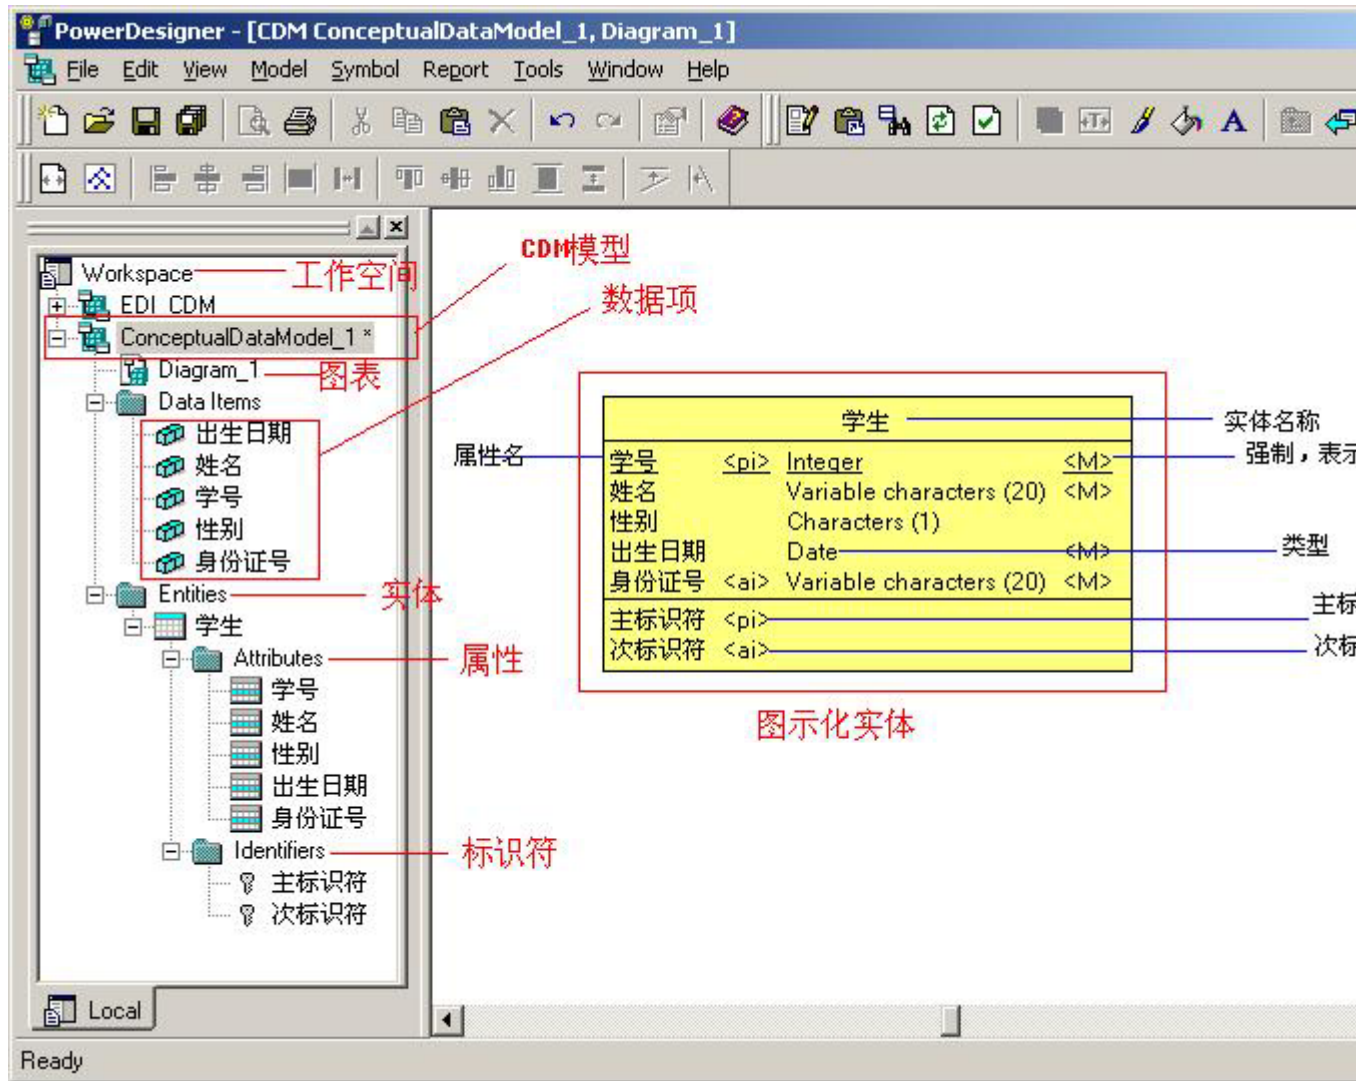 PowerDesigner - [CDM ConceptualDataModel_1, Diagram_1]
File Edit View Model Symbol Report Tools Window Help
Workspace 工作空间
EDI_CDM
ConceptualDataModel_1 *
Diagram_1 图表
Data Items
出生日期
姓名
学号
性别
身份证号
Entities 实体
学生
Attributes 属性
学号
姓名
性别
出生日期
身份证号
Identifiers 标识符
主标识符
次标识符
Local
CDM模型
数据项
学生 实体名称
属性名 学号 <pi> Integer <M> 强制，表示
姓名 Variable characters (20) <M>
性别 Characters (1)
出生日期 Date <M> 类型
身份证号 <ai> Variable characters (20) <M>
主标识符 <pi> 主标
次标识符 <ai> 次标
图示化实体
Ready